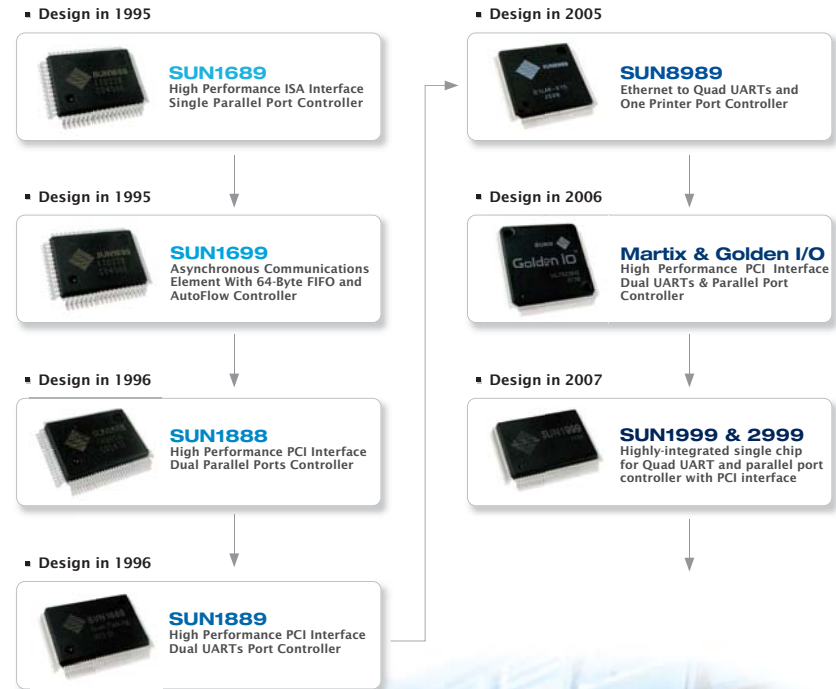 ▪ Design in 1995
SUN1689
High Performance ISA Interface
Single Parallel Port Controller
▪ Design in 1995
SUN1699
Asynchronous Communications
Element With 64-Byte FIFO and
AutoFlow Controller
▪ Design in 1996
SUN1888
High Performance PCI Interface
Dual Parallel Ports Controller
▪ Design in 1996
SUN1889
High Performance PCI Interface
Dual UARTs Port Controller
▪ Design in 2005
SUN8989
Ethernet to Quad UARTs and
One Printer Port Controller
▪ Design in 2006
Golden IO
Martix & Golden I/O
High Performance PCI Interface
Dual UARTs & Parallel Port
Controller
▪ Design in 2007
SUN1999
SUN1999 & 2999
Highly-integrated single chip
for Quad UART and parallel port
controller with PCI interface